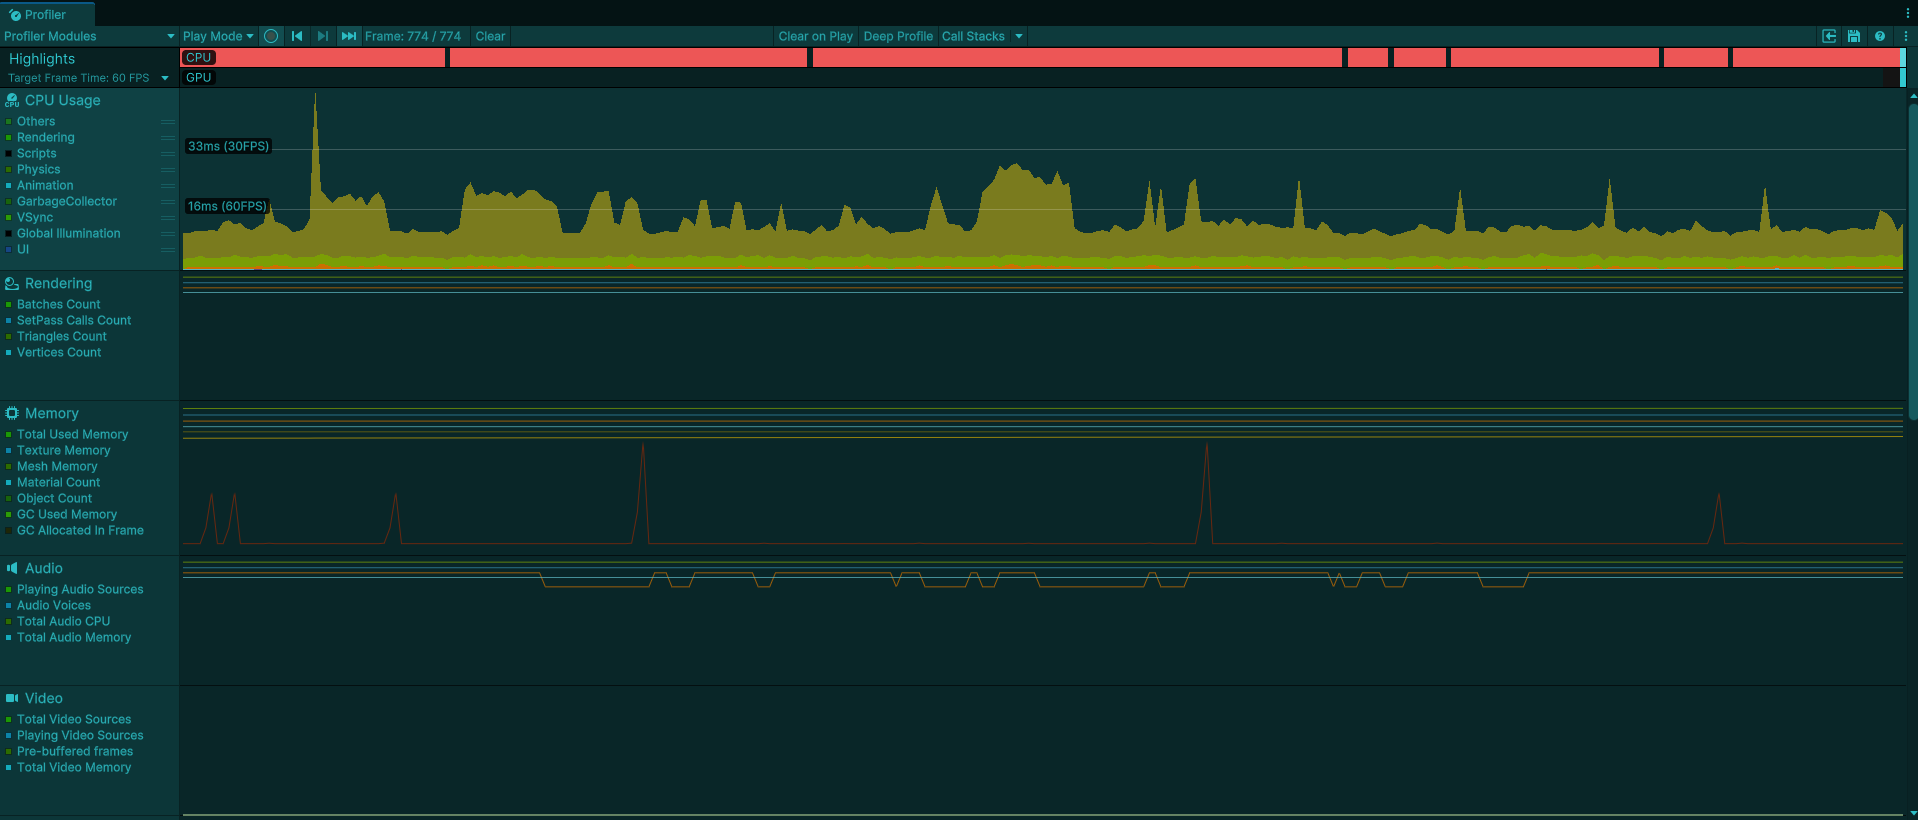 Profiler
Profiler Modules Play Mode Frame: 774 / 774 Clear Clear on Play Deep Profile Call Stacks
Highlights
Target Frame Time: 60 FPS
CPU
GPU
CPU Usage
Others
Rendering
Scripts
Physics
Animation
GarbageCollector
VSync
Global Illumination
UI
33ms (30FPS)
16ms (60FPS)
Rendering
Batches Count
SetPass Calls Count
Triangles Count
Vertices Count
Memory
Total Used Memory
Texture Memory
Mesh Memory
Material Count
Object Count
GC Used Memory
GC Allocated In Frame
Audio
Playing Audio Sources
Audio Voices
Total Audio CPU
Total Audio Memory
Video
Total Video Sources
Playing Video Sources
Pre-buffered frames
Total Video Memory